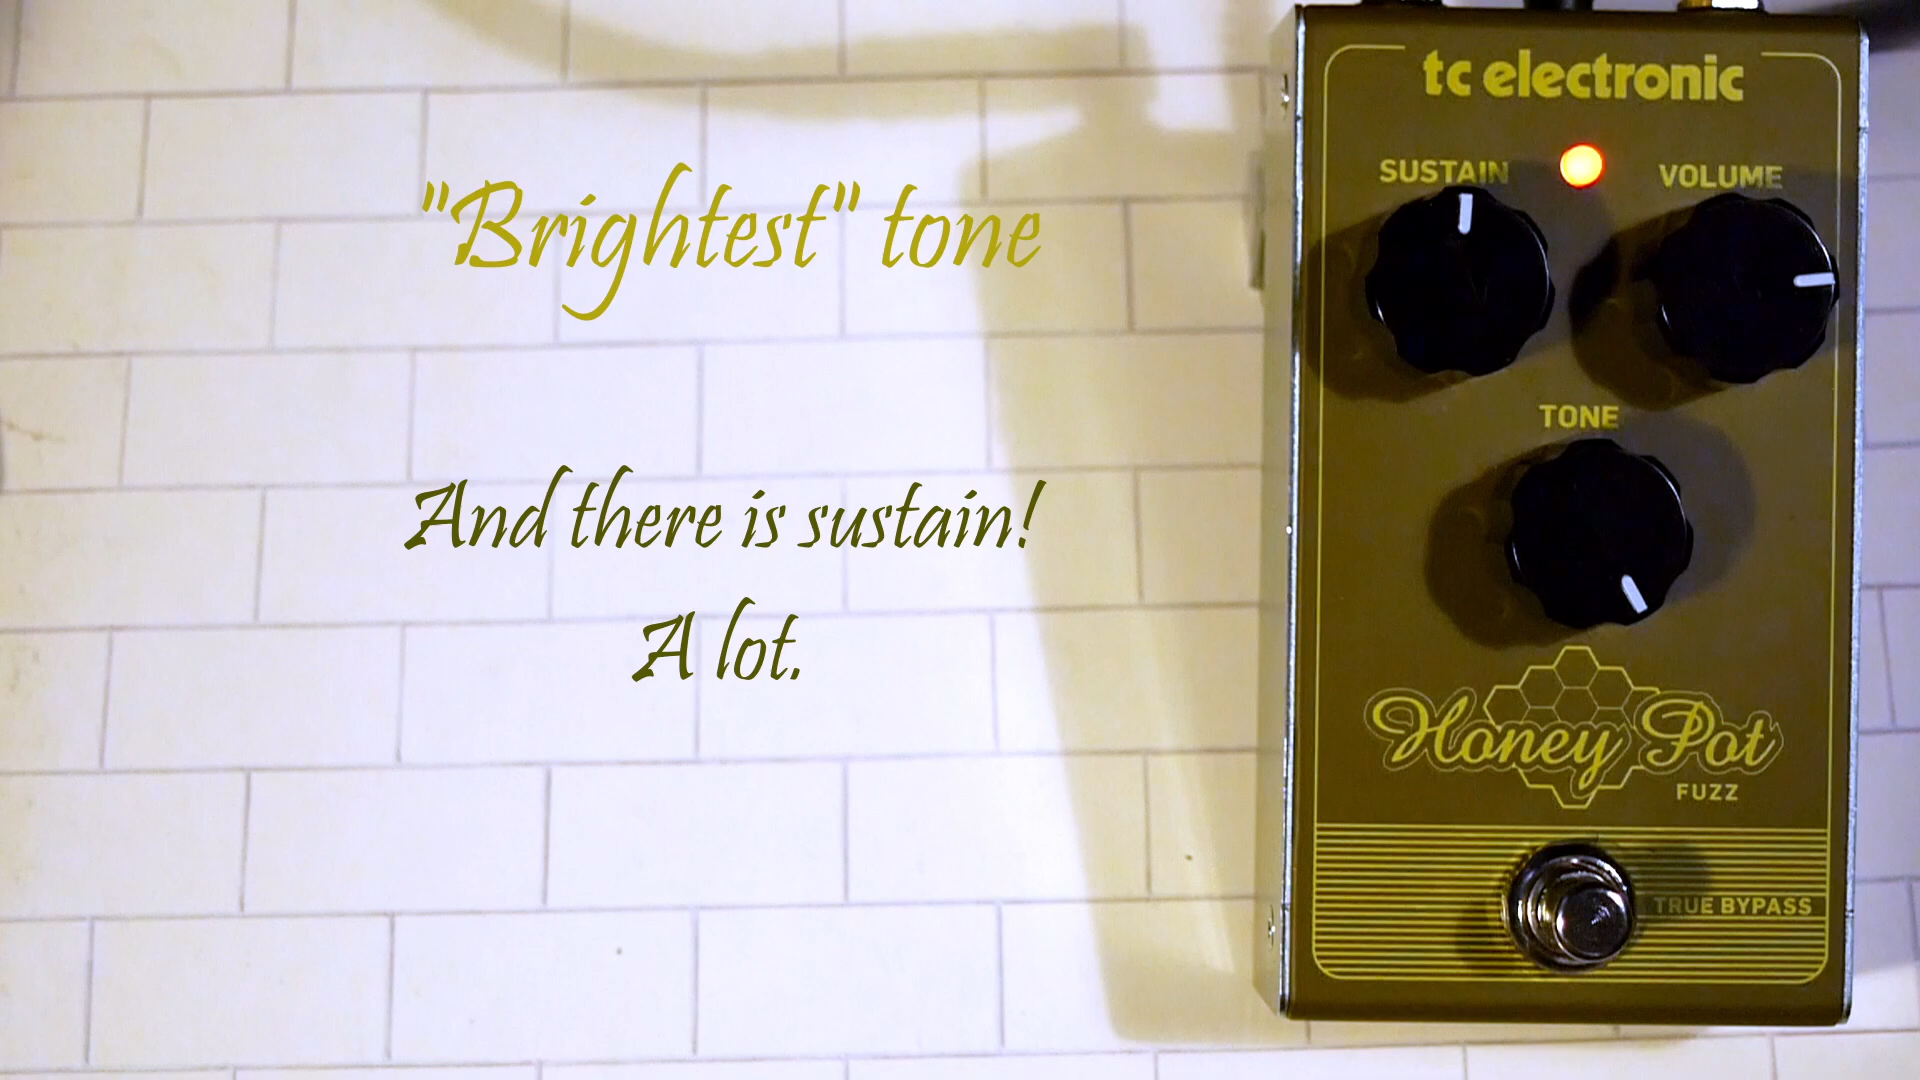 "Brightest" tone
And there is sustain!
A lot.
tc electronic
SUSTAIN
VOLUME
TONE
Honey Pot
FUZZ
TRUE BYPASS